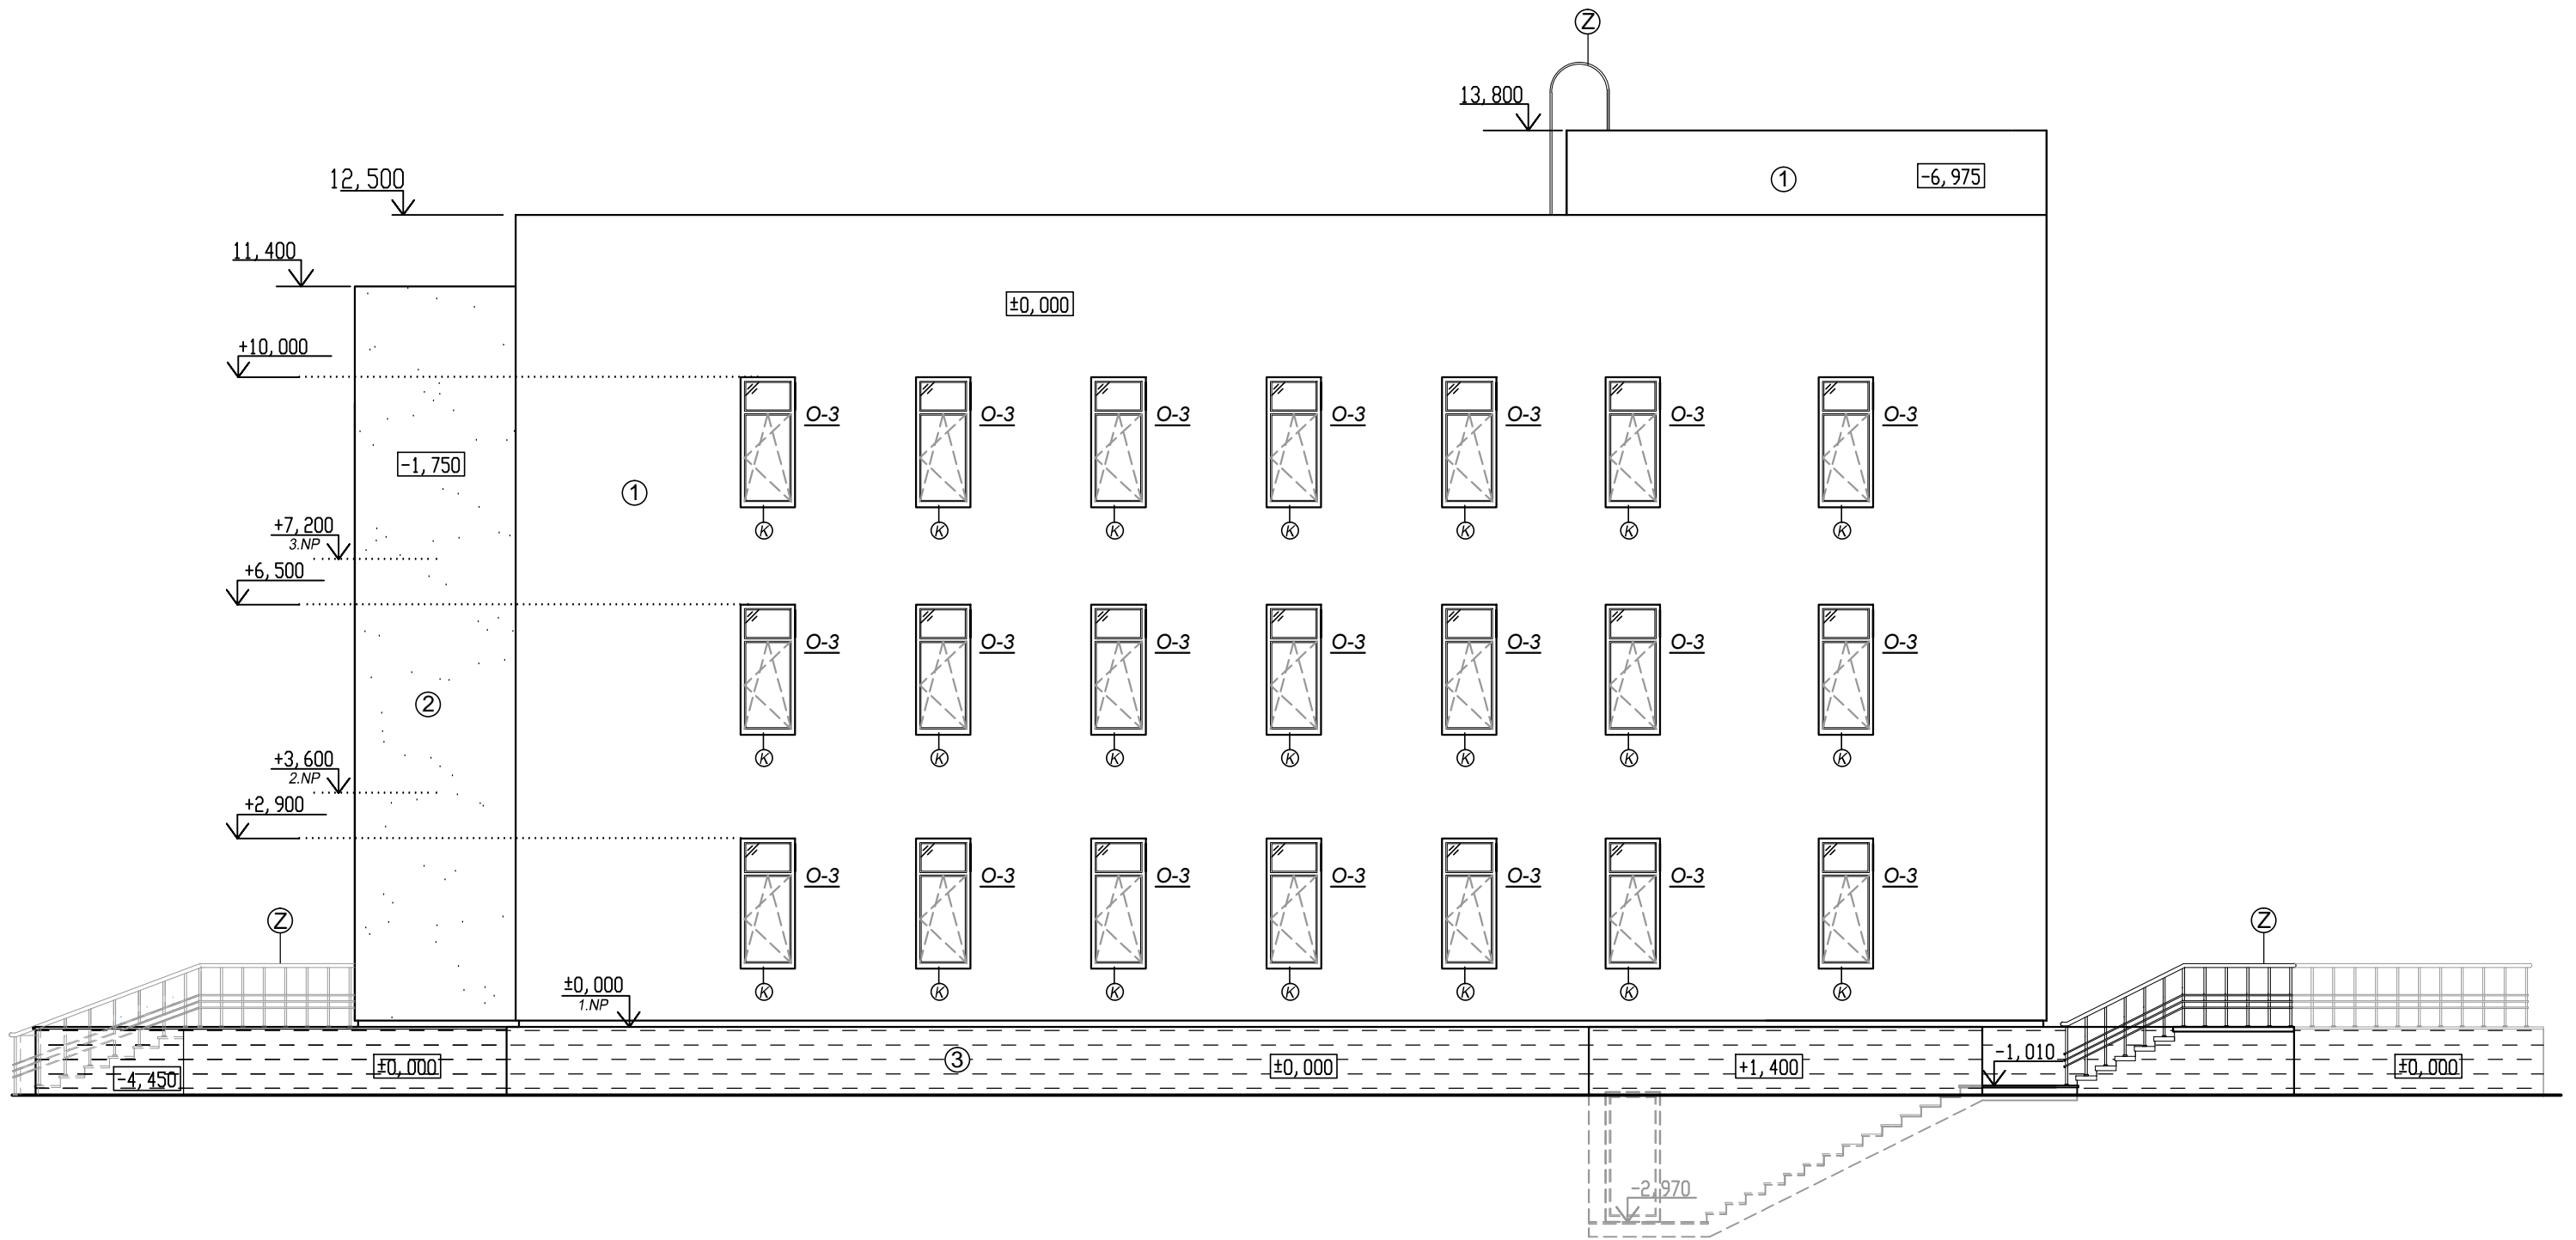 Z
13,800
12,500
1 -6,975
11,400
±0,000
+10,000
O-3 O-3 O-3 O-3 O-3 O-3 O-3
-1,750
1
+7,200
3.NP
K K K K K K K
+6,500
O-3 O-3 O-3 O-3 O-3 O-3 O-3
2
+3,600
2.NP
K K K K K K K
+2,900
O-3 O-3 O-3 O-3 O-3 O-3 O-3
Z Z
±0,000
1.NP
K K K K K K K
-4,450 ±0,000 3 ±0,000 +1,400 -1,010 ±0,000
-2,970